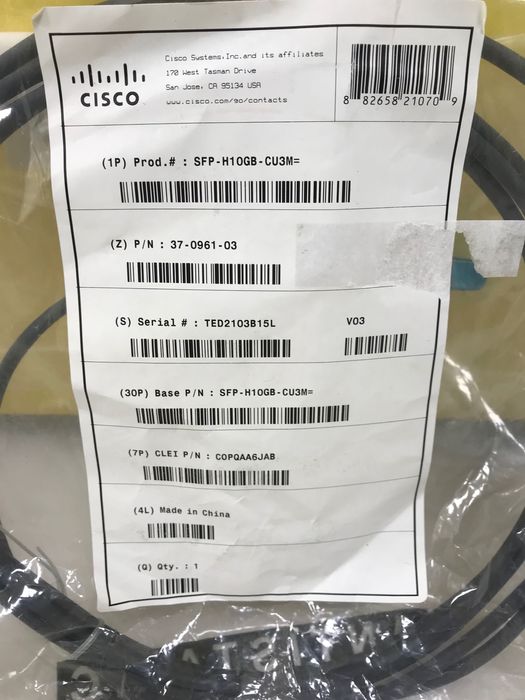 CISCO
Cisco Systems,Inc.and its affiliates
170 West Tasman Drive
San Jose, CA 95134 USA
www.cisco.com/go/contacts
8 82658 21070 9
(1P) Prod.# : SFP-H10GB-CU3M=
(Z) P/N : 37-0961-03
(S) Serial # : TED2103B15L V03
(30P) Base P/N : SFP-H10GB-CU3M=
(7P) CLEI P/N : COPQAA6JAB
(4L) Made in China
(Q) Qty. : 1